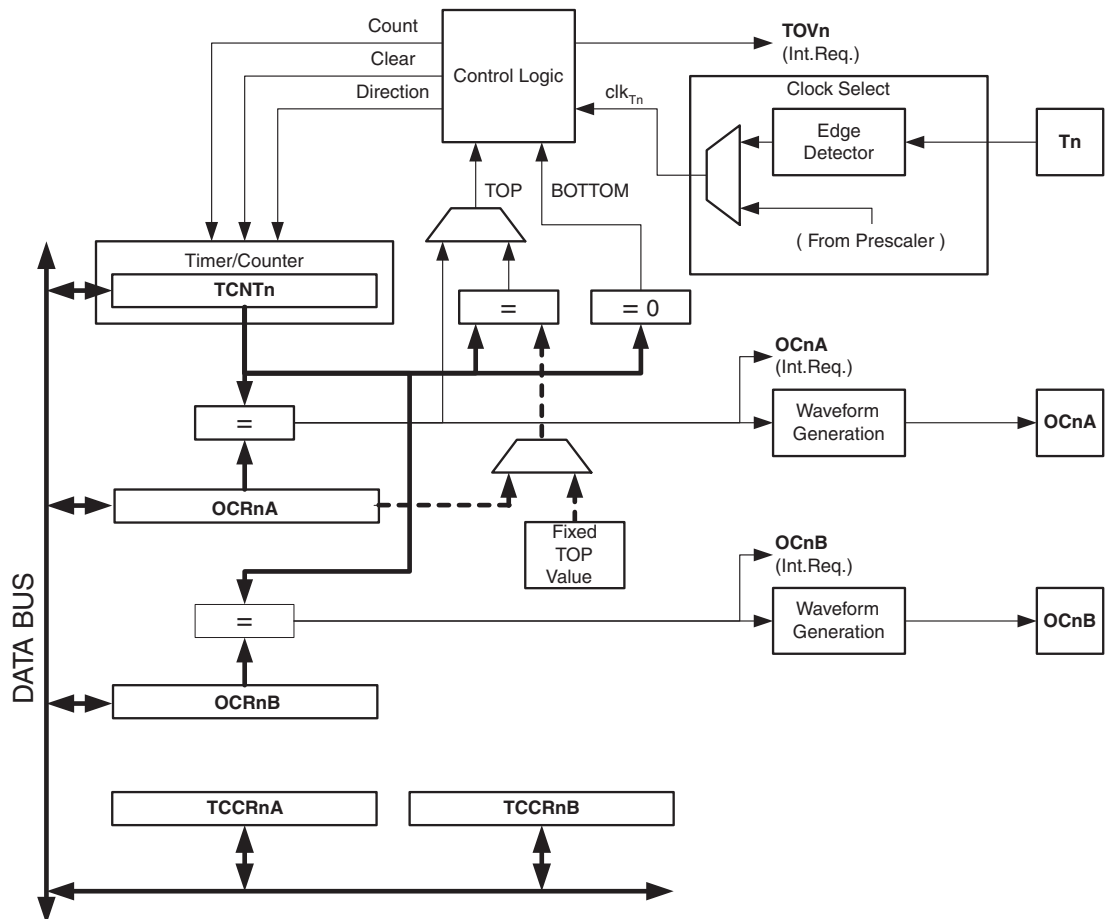 Count
Clear
Direction
Control Logic
TOVn
(Int.Req.)
clkTn
Clock Select
Edge
Detector
Tn
( From Prescaler )
TOP
BOTTOM
Timer/Counter
TCNTn
=
= 0
OCnA
(Int.Req.)
=
Waveform
Generation
OCnA
OCRnA
Fixed
TOP
Value
OCnB
(Int.Req.)
=
Waveform
Generation
OCnB
OCRnB
DATA BUS
TCCRnA
TCCRnB